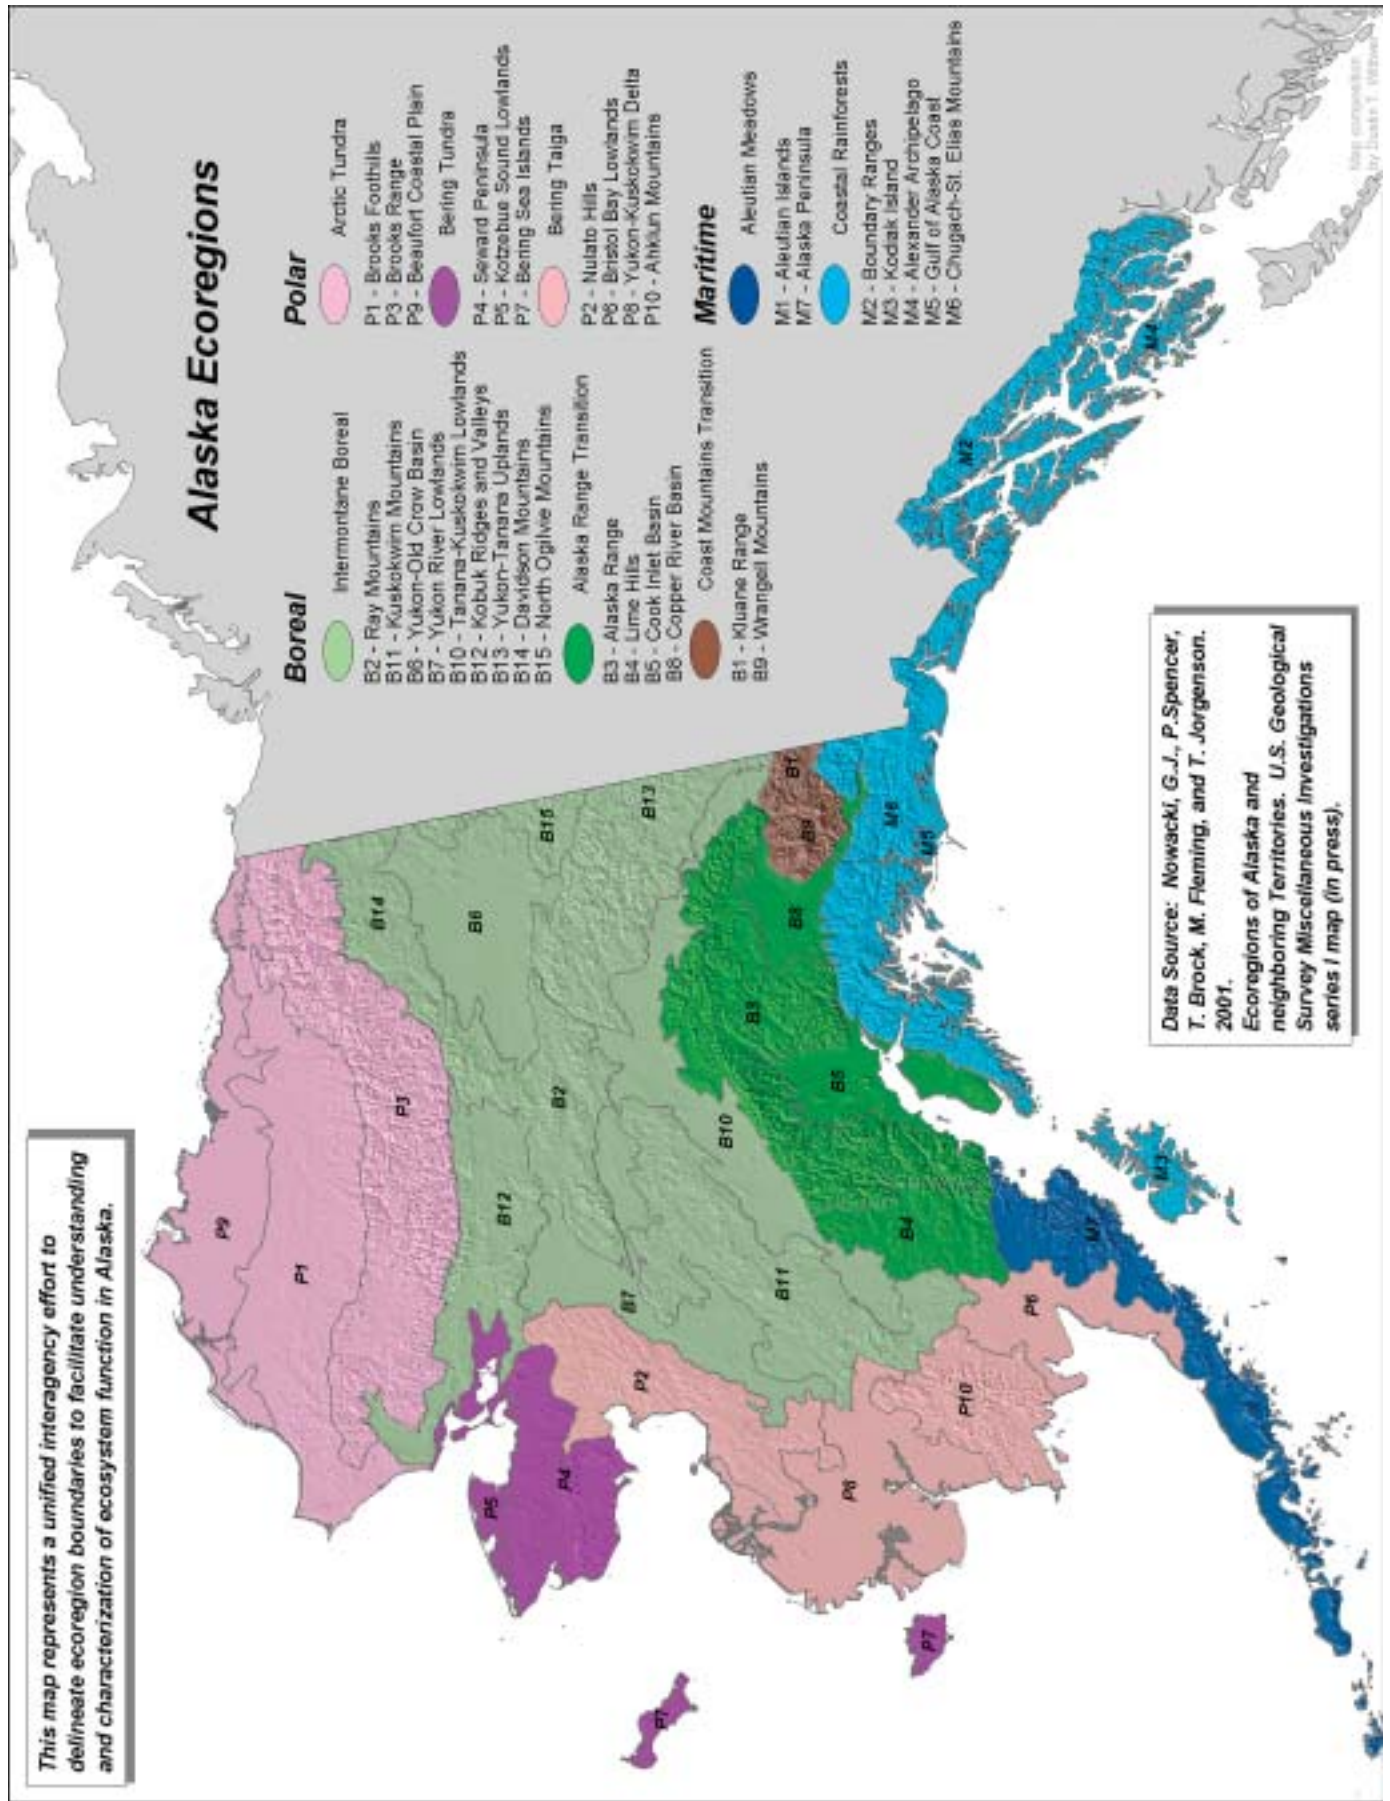 This map represents a unified interagency effort to
delineate ecoregion boundaries to facilitate understanding
and characterization of ecosystem function in Alaska.
Alaska Ecoregions
Boreal
Intermontane Boreal
B2 - Ray Mountains
B11 - Kuskokwim Mountains
B6 - Yukon-Old Crow Basin
B7 - Yukon River Lowlands
B10 - Tanana-Kuskokwim Lowlands
B12 - Kobuk Ridges and Valleys
B13 - Yukon-Tanana Uplands
B14 - Davidson Mountains
B15 - North Ogilvie Mountains
Alaska Range Transition
B3 - Alaska Range
B4 - Lime Hills
B5 - Cook Inlet Basin
B8 - Copper River Basin
Coast Mountains Transition
B1 - Kluane Range
B9 - Wrangell Mountains
Polar
Arctic Tundra
P1 - Brooks Foothills
P3 - Brooks Range
P9 - Beaufort Coastal Plain
Bering Tundra
P4 - Seward Peninsula
P5 - Kotzebue Sound Lowlands
P7 - Bering Sea Islands
Bering Taiga
P2 - Nulato Hills
P6 - Bristol Bay Lowlands
P8 - Yukon-Kuskokwim Delta
P10 - Ahklun Mountains
Maritime
Aleutian Meadows
M1 - Aleutian Islands
M7 - Alaska Peninsula
Coastal Rainforests
M2 - Boundary Ranges
M3 - Kodiak Island
M4 - Alexander Archipelago
M5 - Gulf of Alaska Coast
M6 - Chugach-St. Elias Mountains
P9
P1
P3
B14
B6
B15
B13
B12
B2
B10
B7
B11
P5
P4
P2
P8
P10
P6
P7
P7
B4
B5
B3
B8
B9
B1
M6
M5
M7
M3
M2
M4
Data Source: Nowacki, G.J., P.Spencer,
T. Brock, M. Fleming, and T. Jorgenson.
2001.
Ecoregions of Alaska and
neighboring Territories. U.S. Geological
Survey Miscellaneous Investigations
series I map (in press).
Map composition
by Duske T.